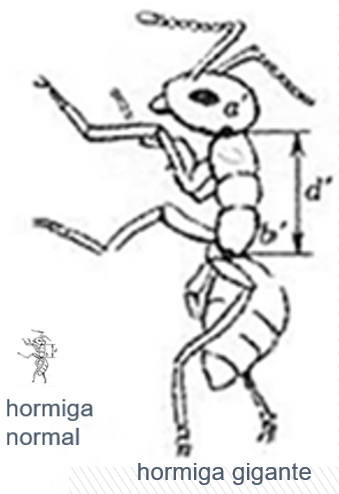 a'
d'
b'
hormiga
normal
hormiga gigante